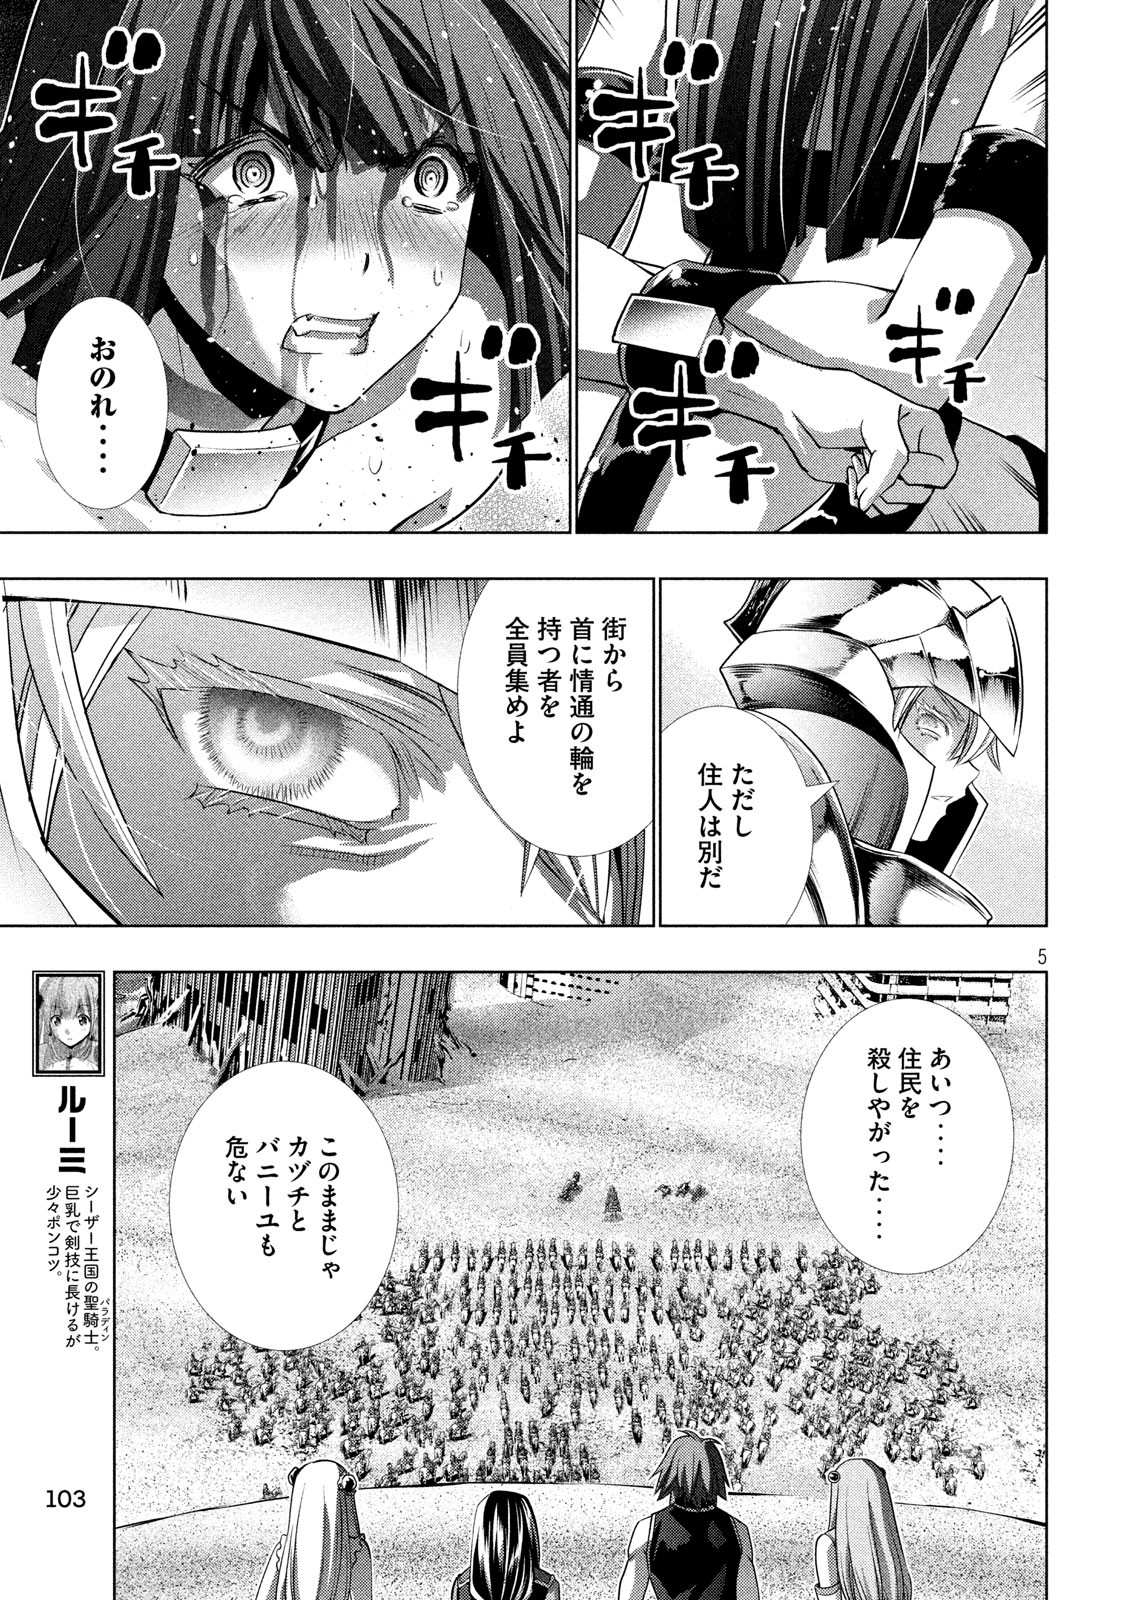 ギチ
ギチ
ギチ
ギチ
ギチ
ギチ
おのれ‥‥
ただし
住人は別だ
街から
首に情通の輪を
持つ者を
全員集めよ
5
あいつ‥‥
住民を
殺しやがった‥‥
このままじゃ
カヅチと
バニーユも
危ない
ルーミ
シーザー王国の聖騎士。
パラディン
巨乳で剣技に長けるが
少々ポンコツ。
103